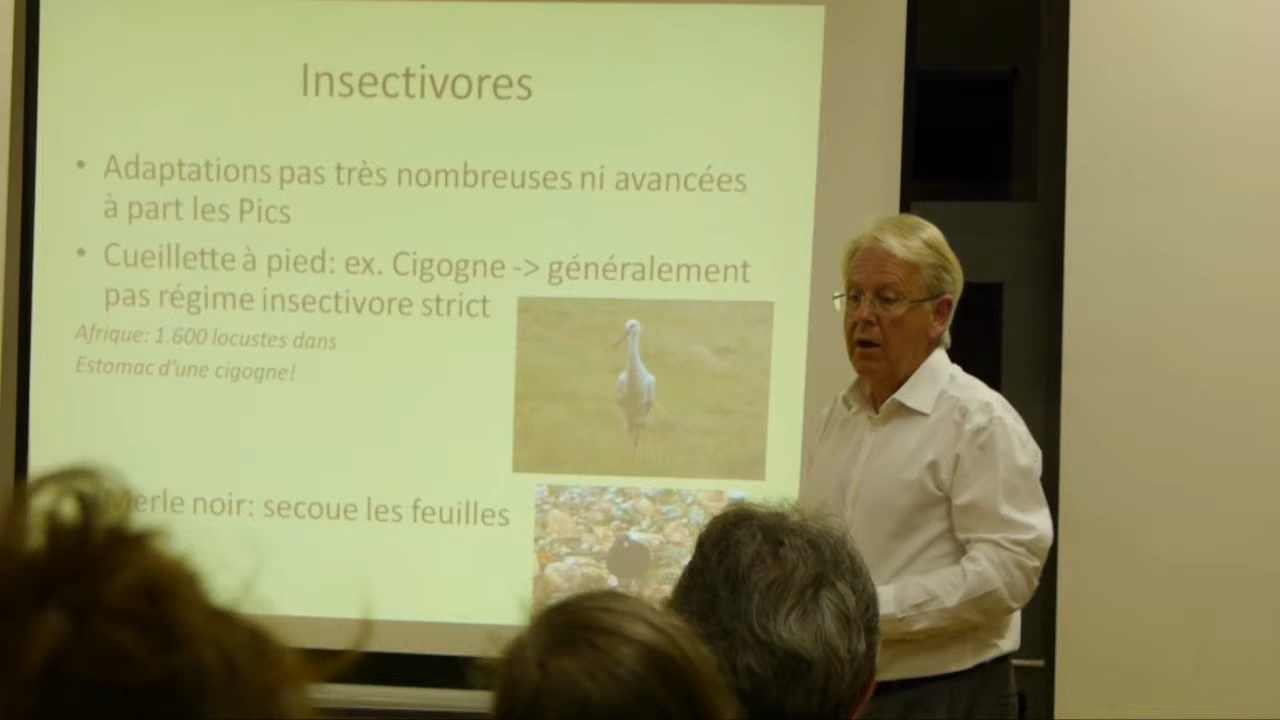 Insectivores
• Adaptations pas très nombreuses ni avancées
à part les Pics
• Cueillette à pied: ex. Cigogne -> généralement
pas régime insectivore strict
Afrique: 1.600 locustes dans
Estomac d'une cigogne!
Merle noir: secoue les feuilles